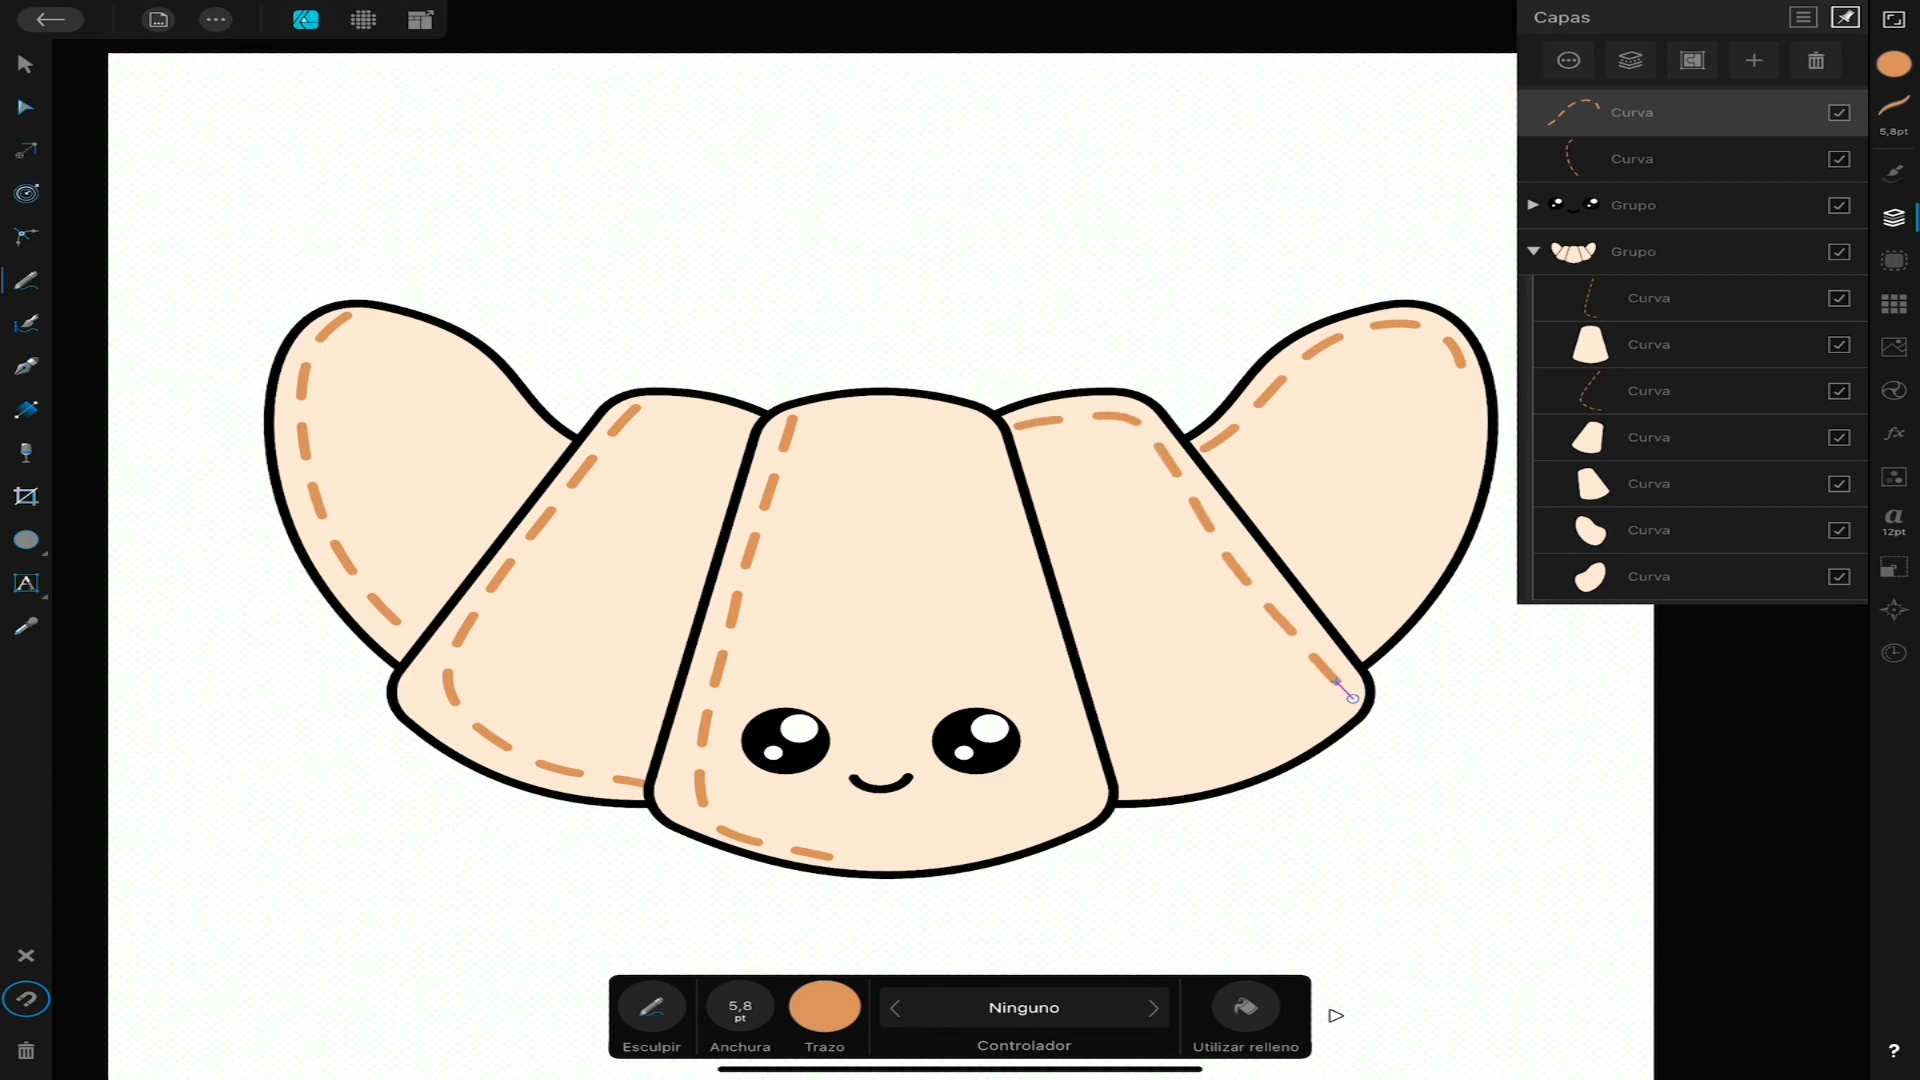 Capas
Curva
5,8pt
Curva
Grupo
Grupo
Curva
Curva
Curva
Curva
fx
Curva
a
12pt
Curva
Curva
A
5,8
pt
Ninguno
Esculpir
Anchura
Trazo
Controlador
Utilizar relleno
?